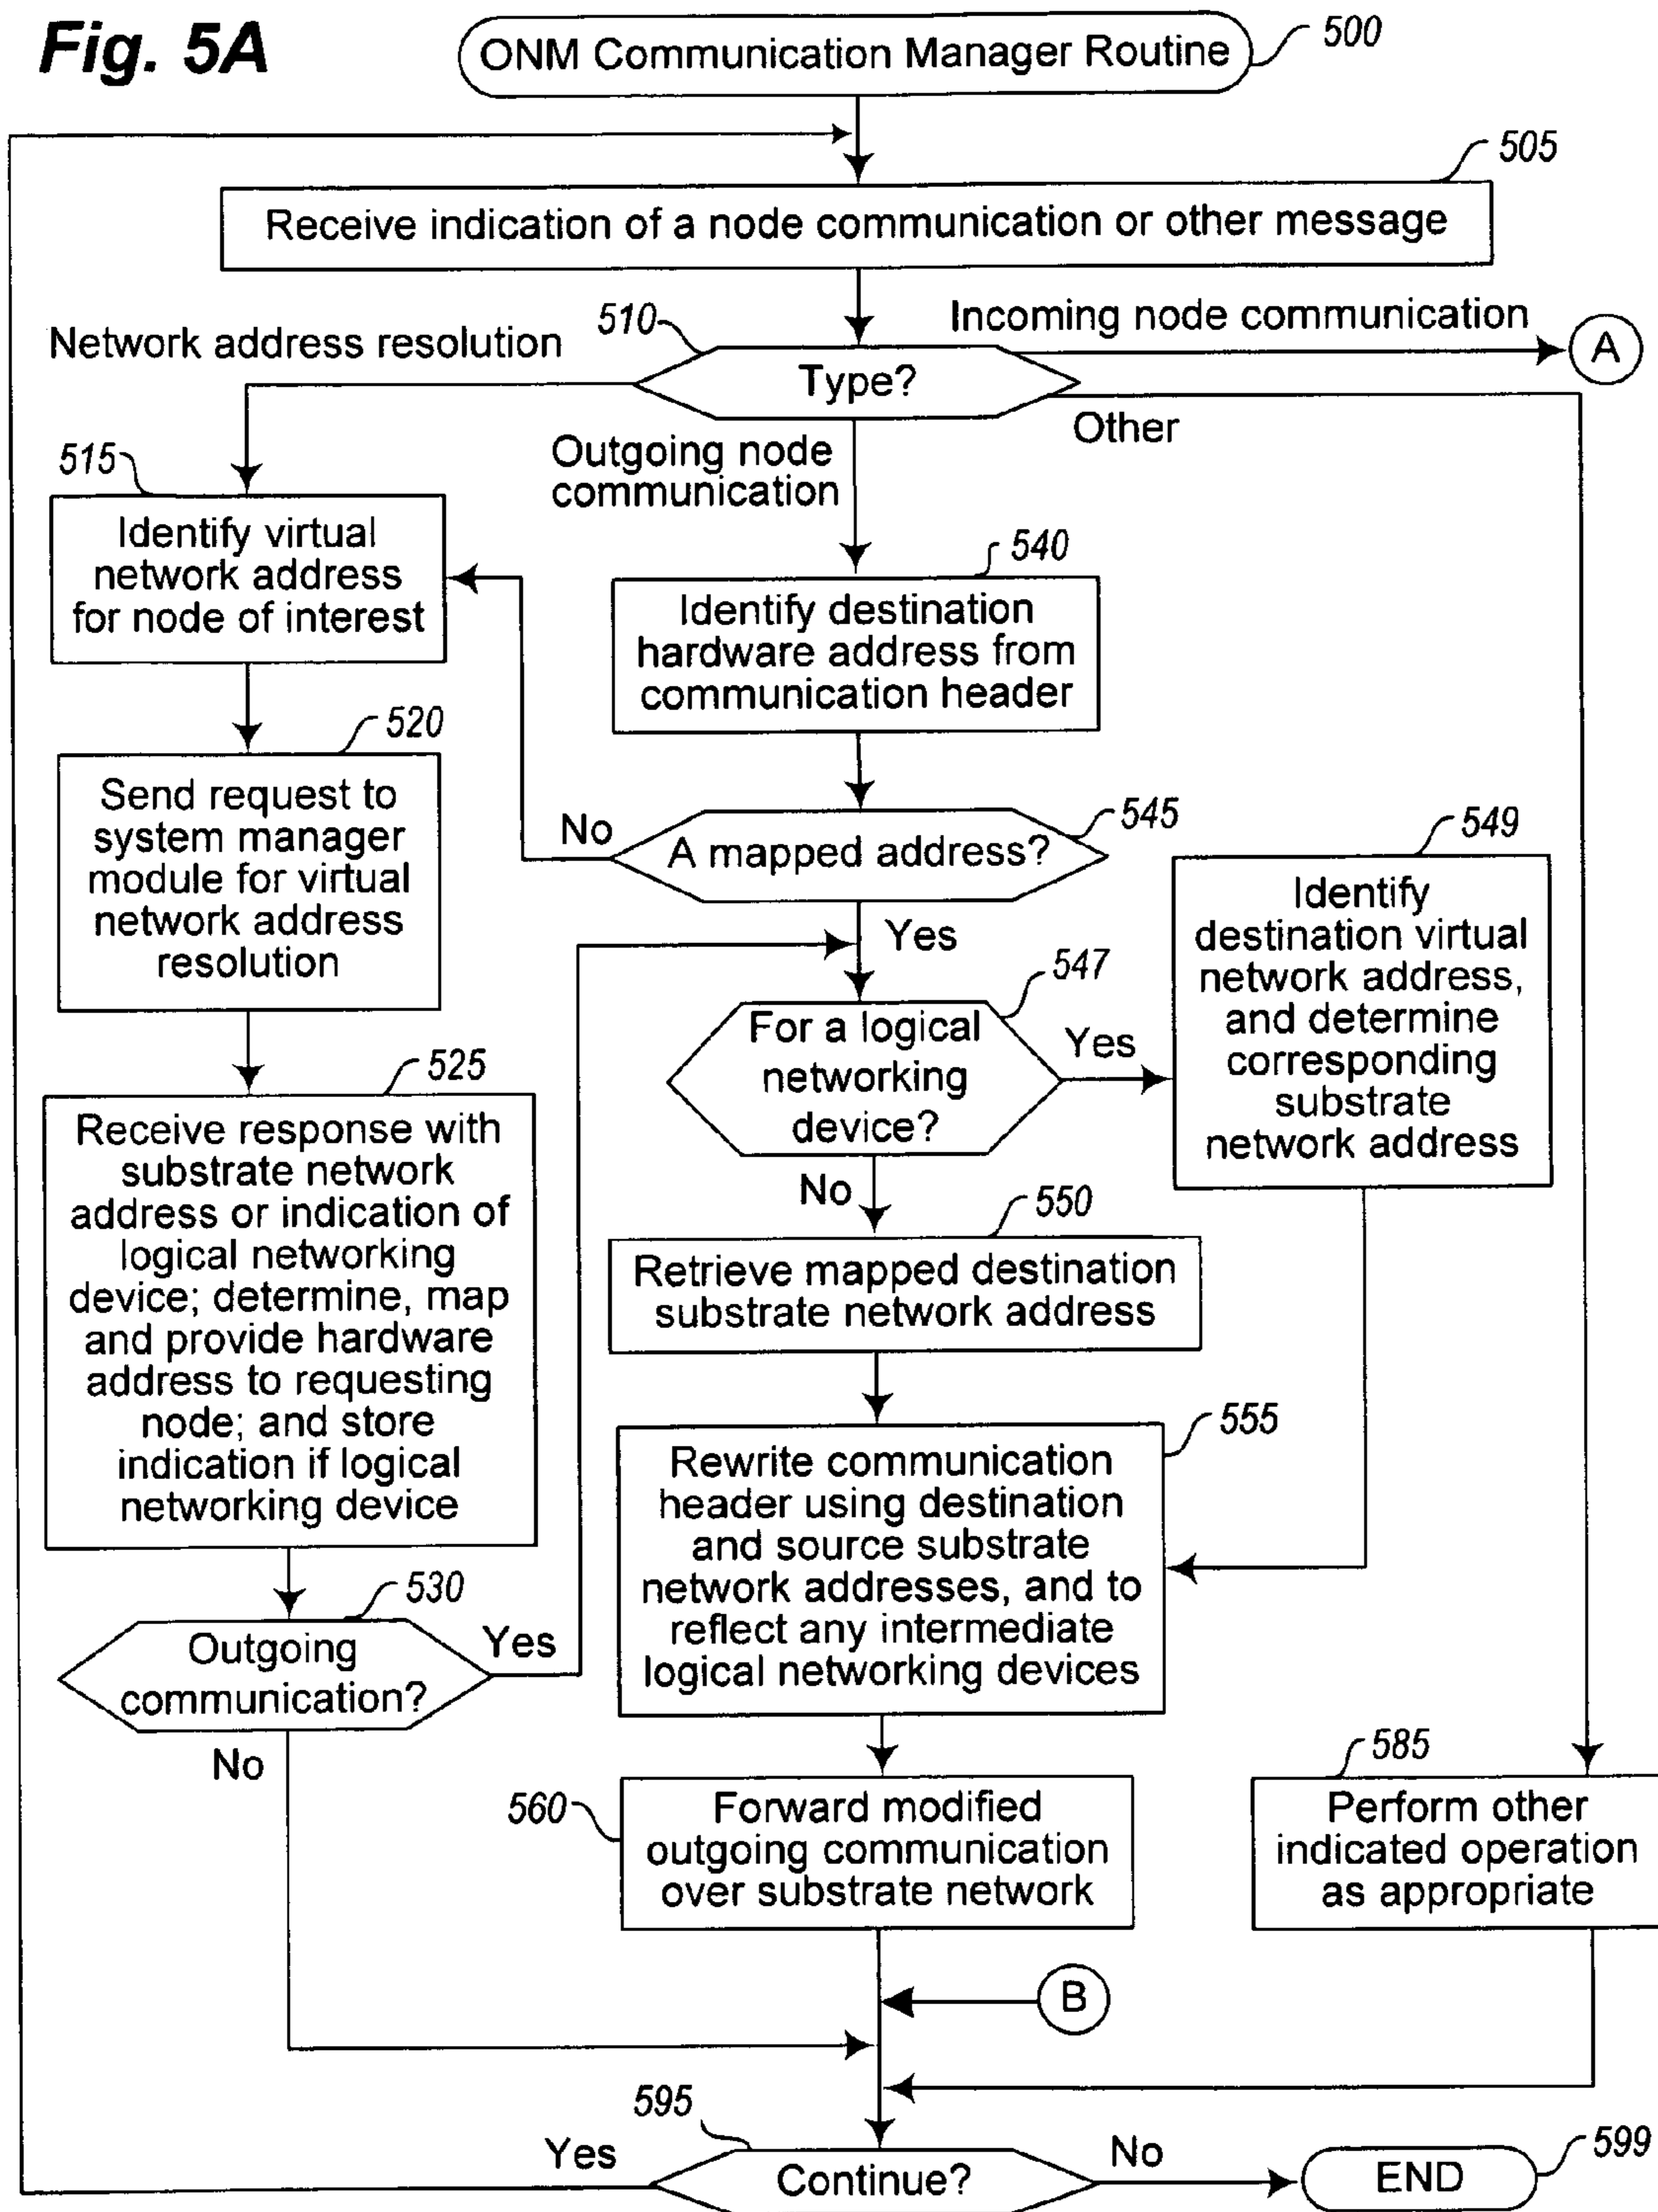 Fig. 5A
ONM Communication Manager Routine
500
505
Receive indication of a node communication or other message
510
Incoming node communication
A
Network address resolution
Type?
Other
Outgoing node
communication
515
Identify virtual
network address
for node of interest
540
Identify destination
hardware address from
communication header
520
Send request to
system manager
module for virtual
network address
resolution
No
A mapped address?
545
Yes
549
Identify
destination virtual
network address,
and determine
corresponding
substrate
network address
547
For a logical
networking
device?
Yes
No
525
Receive response with
substrate network
address or indication of
logical networking
device; determine, map
and provide hardware
address to requesting
node; and store
indication if logical
networking device
550
Retrieve mapped destination
substrate network address
555
Rewrite communication
header using destination
and source substrate
network addresses, and to
reflect any intermediate
logical networking devices
530
Outgoing
communication?
Yes
No
560
Forward modified
outgoing communication
over substrate network
585
Perform other
indicated operation
as appropriate
B
595
Yes
Continue?
No
END
599